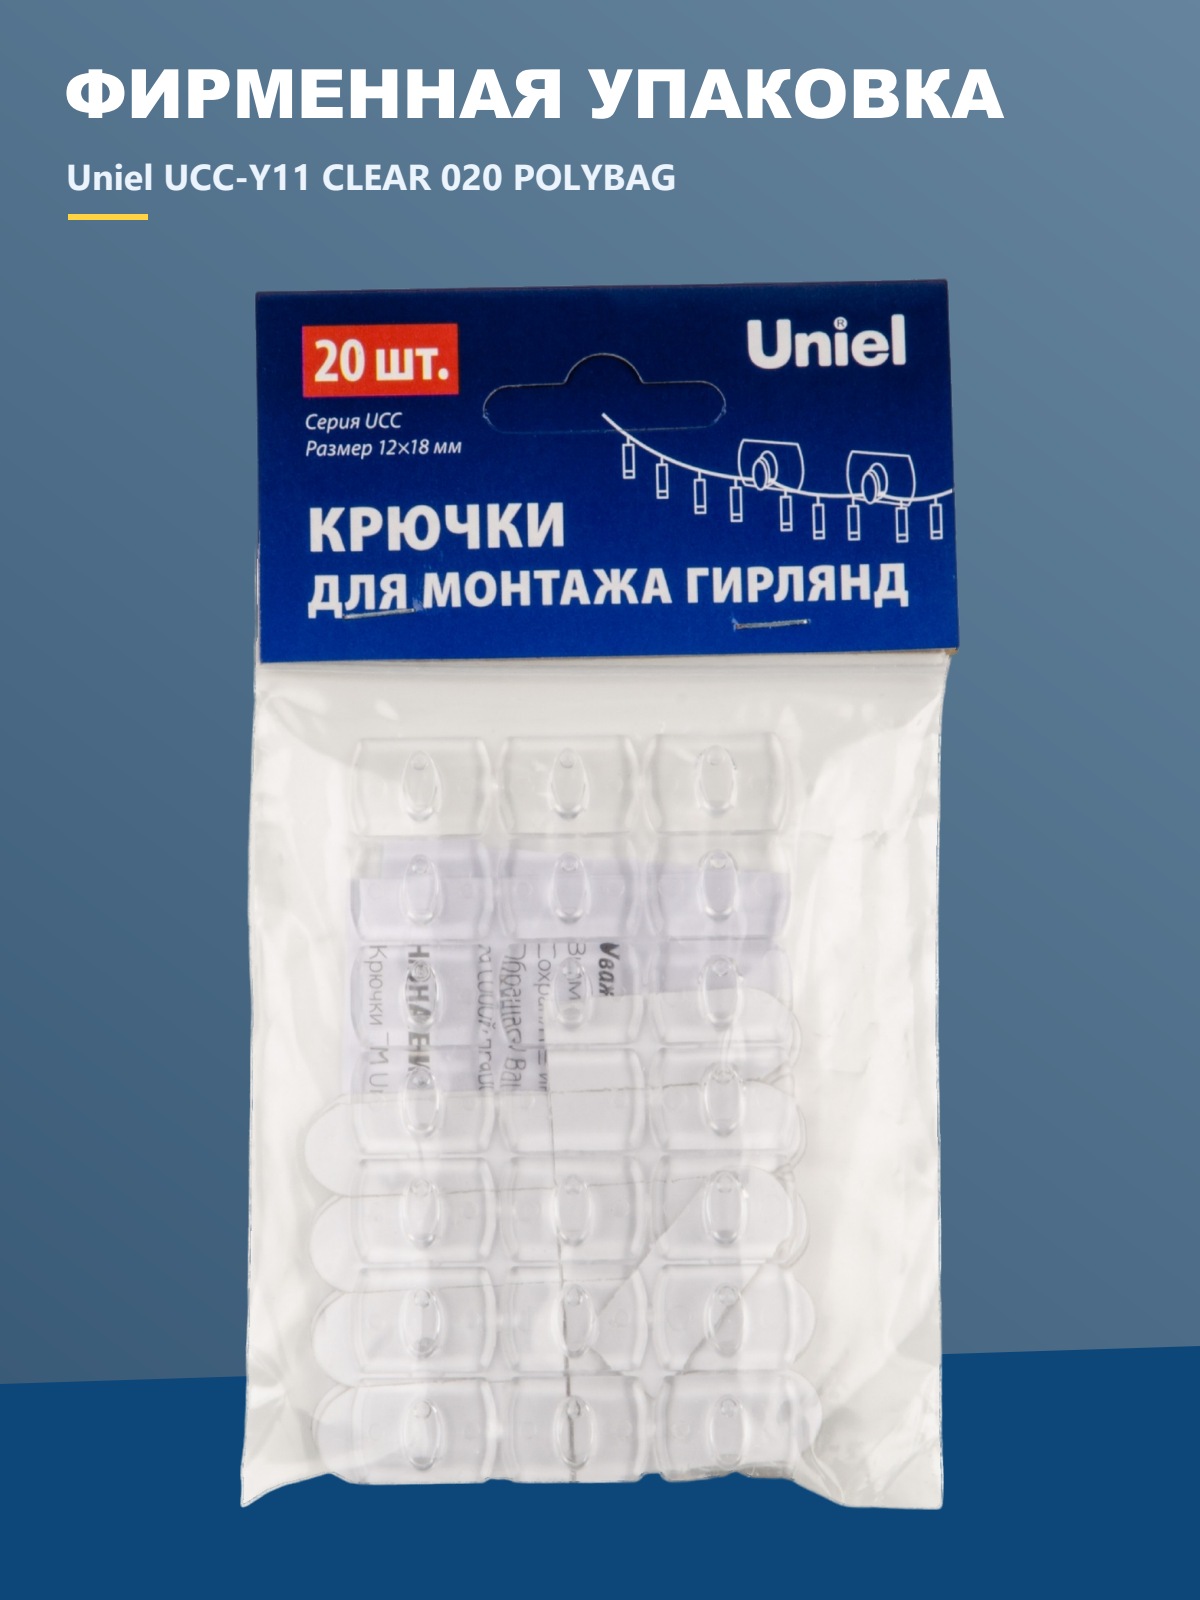 ФИРМЕННАЯ УПАКОВКА
Uniel UCC-Y11 CLEAR 020 POLYBAG
20 шт.
Uniel®
Серия UCC
Размер 12×18 мм
КРЮЧКИ
ДЛЯ МОНТАЖА ГИРЛЯНД
Крючки